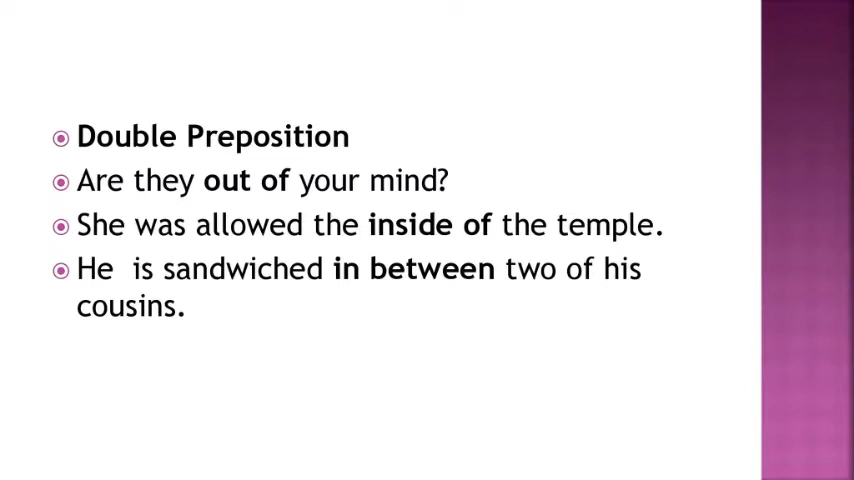 Double Preposition
Are they out of your mind?
She was allowed the inside of the temple.
He  is sandwiched in between two of his
cousins.